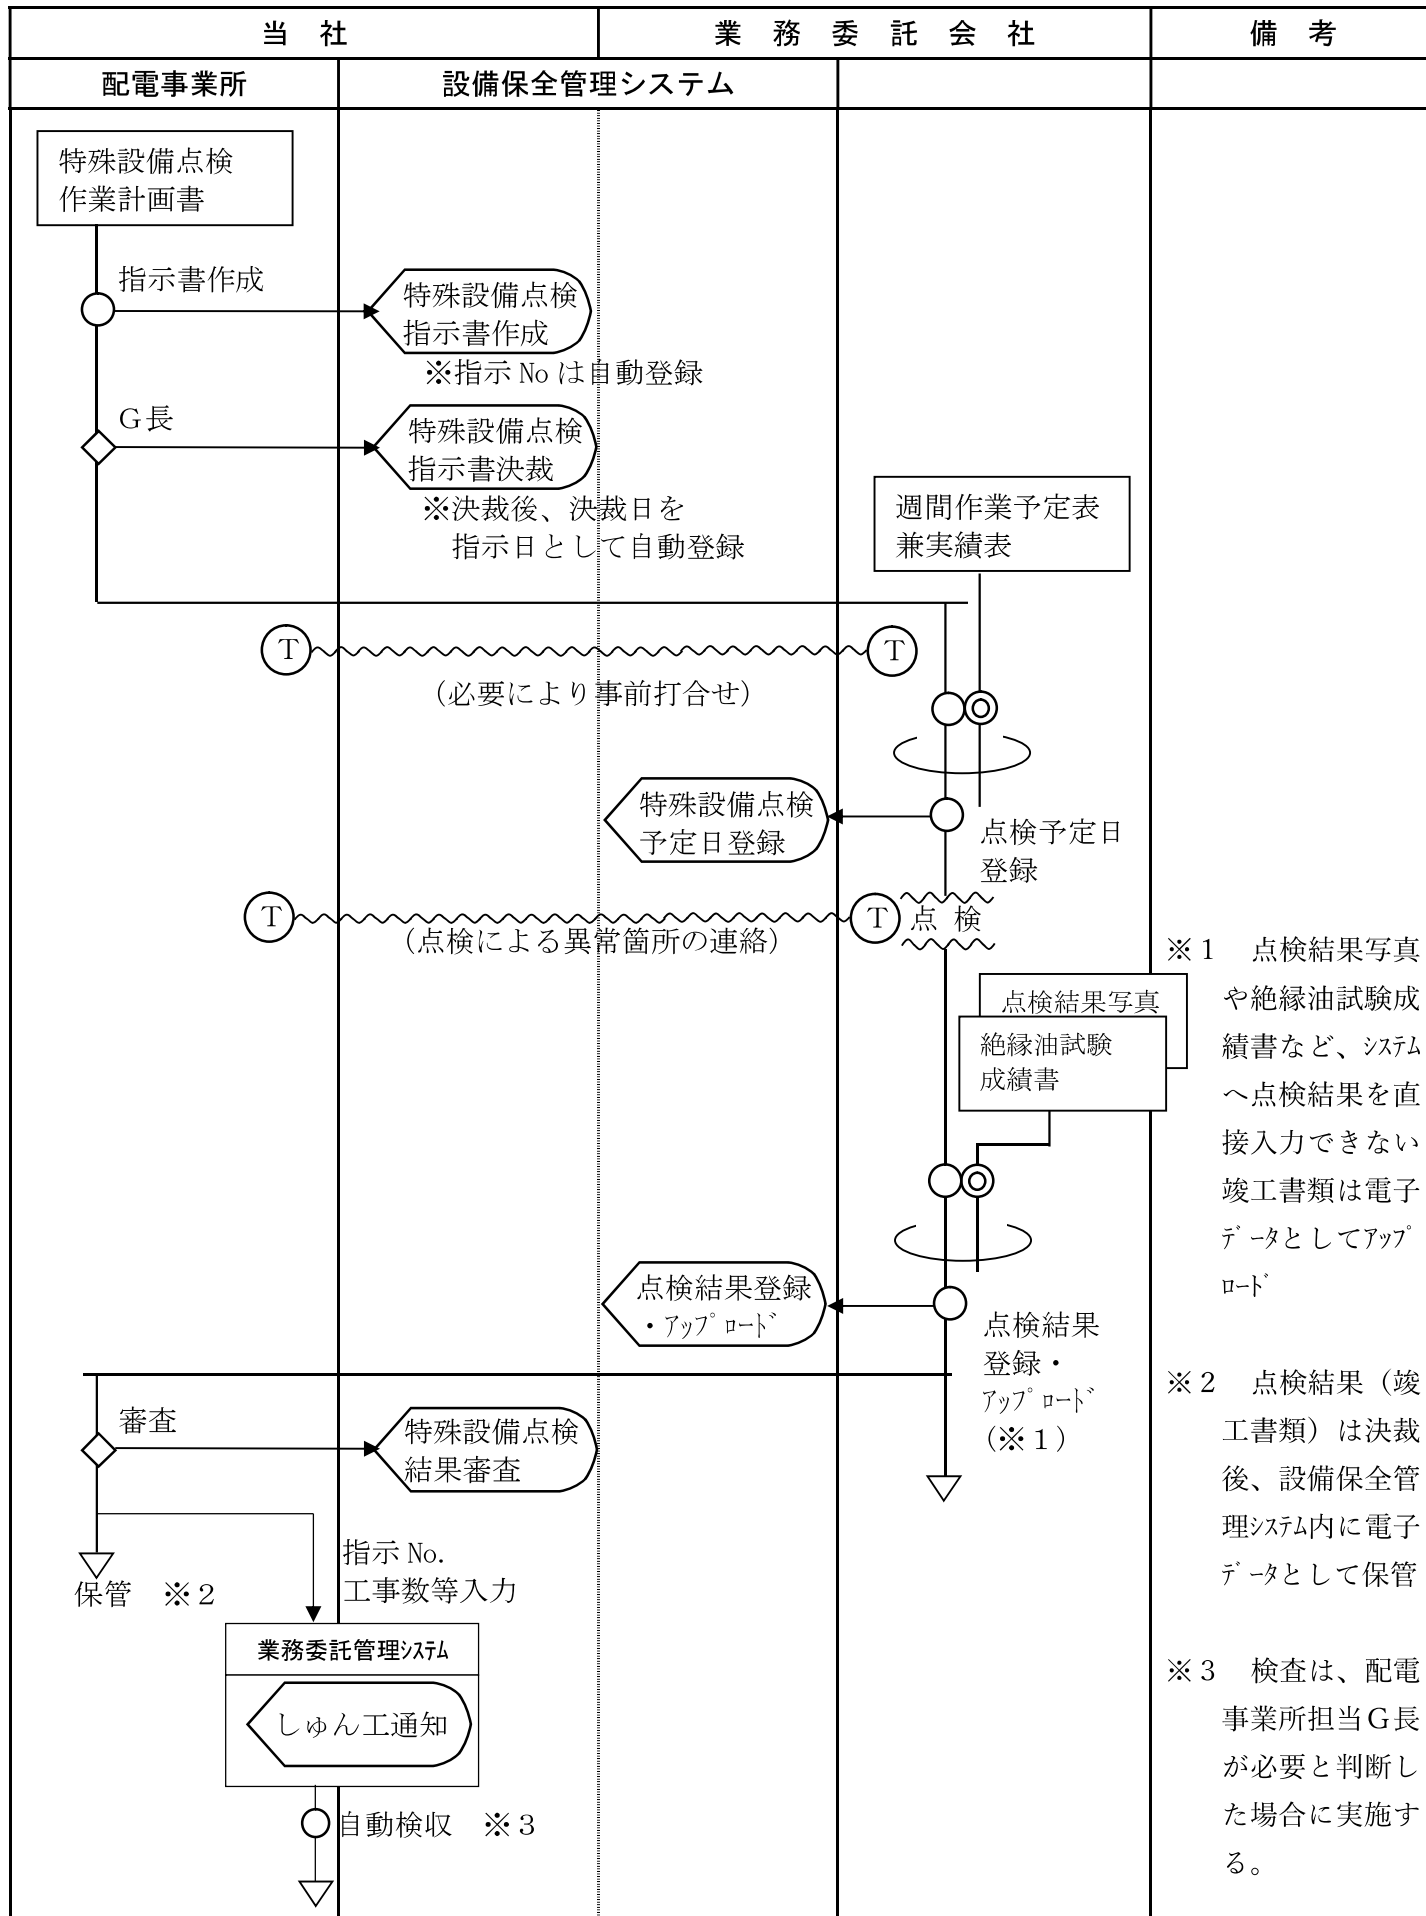 当　社
業　務　委　託　会　社
備　考
配電事業所
設備保全管理システム
特殊設備点検
作業計画書
指示書作成
特殊設備点検
指示書作成
※指示 No は自動登録
G長
特殊設備点検
指示書決裁
※決裁後、決裁日を
指示日として自動登録
週間作業予定表
兼実績表
T
T
（必要により事前打合せ）
特殊設備点検
予定日登録
点検予定日
登録
T
T
点　検
（点検による異常箇所の連絡）
点検結果写真
絶縁油試験
成績書
点検結果登録
・ｱｯﾌﾟﾛｰﾄﾞ
点検結果
登録・
ｱｯﾌﾟﾛｰﾄﾞ
（※１）
審査
特殊設備点検
結果審査
指示 No.
工事数等入力
保管　※２
業務委託管理ｼｽﾃﾑ
しゅん工通知
自動検収　※３
※１　点検結果写真
や絶縁油試験成
績書など、ｼｽﾃﾑ
へ点検結果を直
接入力できない
竣工書類は電子
ﾃﾞｰﾀとしてｱｯﾌﾟ
ﾛｰﾄﾞ
※２　点検結果（竣
工書類）は決裁
後、設備保全管
理ｼｽﾃﾑ内に電子
ﾃﾞｰﾀとして保管
※３　検査は、配電
事業所担当Ｇ長
が必要と判断し
た場合に実施す
る。